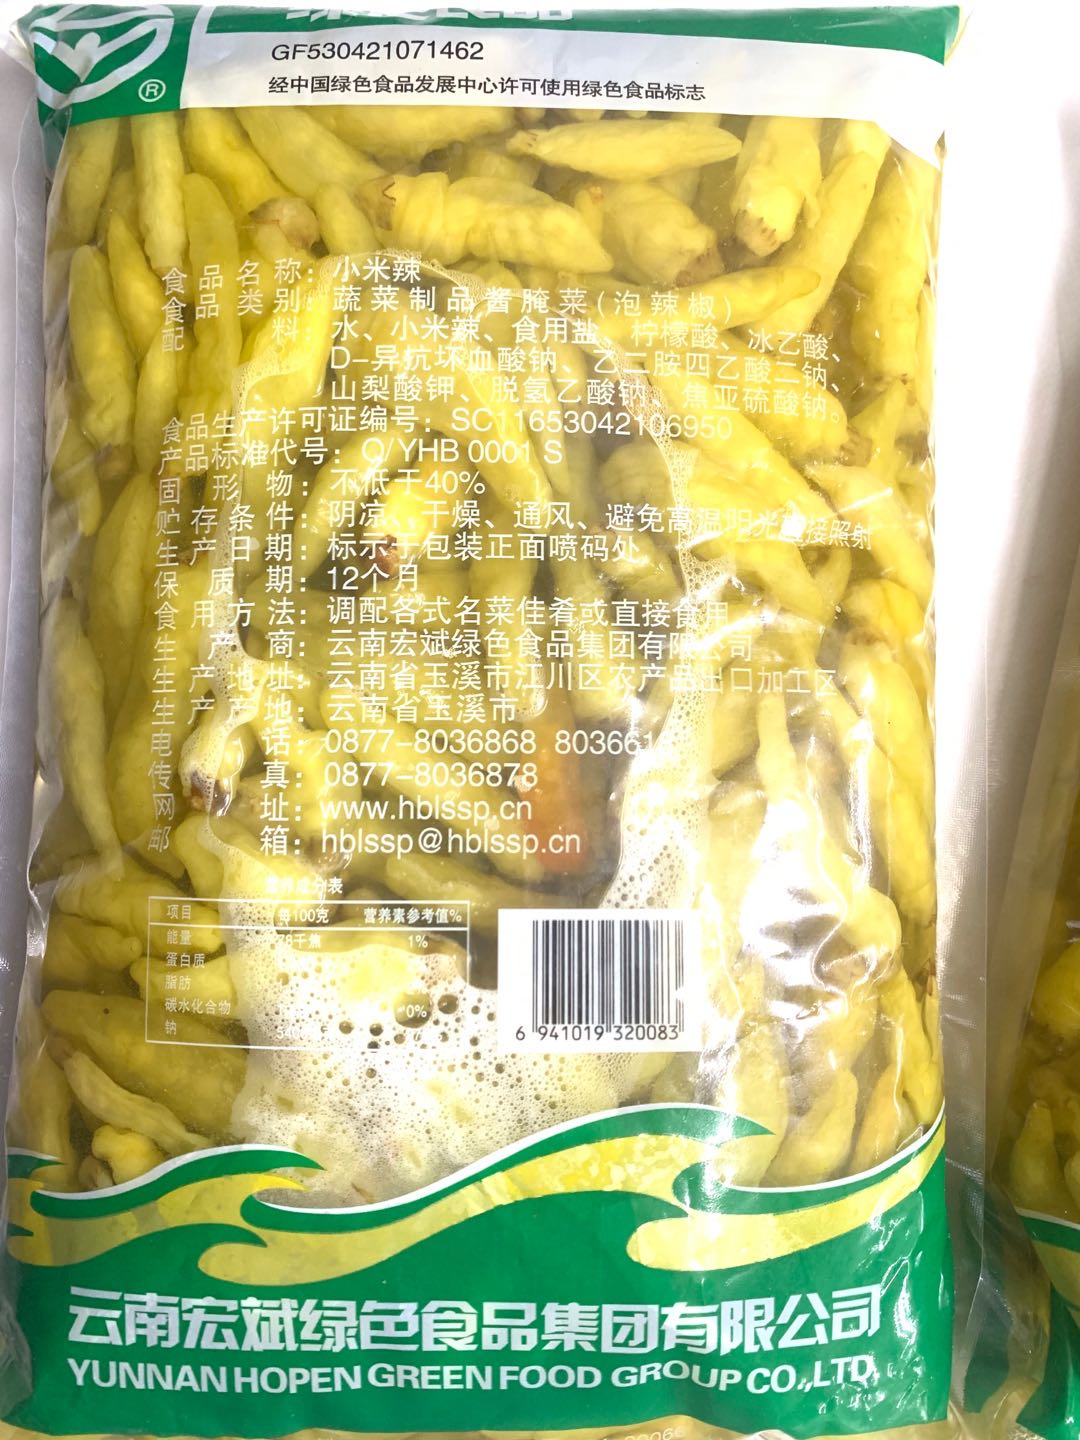 绿色食品
®
GF530421071462
经中国绿色食品发展中心许可使用绿色食品标志
食品名称：小米辣
食品类别：蔬菜制品 酱腌菜(泡辣椒)
配料：水、小米辣、食用盐、柠檬酸、冰乙酸、
D-异抗坏血酸钠、乙二胺四乙酸二钠、
山梨酸钾、脱氢乙酸钠、焦亚硫酸钠。
食品生产许可证编号：SC11653042106950
产品标准代号：Q/YHB 0001 S
固形物：不低于40%
贮存条件：阴凉、干燥、通风、避免高温阳光直接照射
生产日期：标示于包装正面喷码处
保质期：12个月
食用方法：调配各式名菜佳肴或直接食用
生产商：云南宏斌绿色食品集团有限公司
生产地址：云南省玉溪市江川区农产品出口加工区
生产产地：云南省玉溪市
电话：0877-8036868 803661
传真：0877-8036878
网址：www.hblssp.cn
邮箱：hblssp@hblssp.cn
营养成分表
项目 每100克 营养素参考值%
能量 78千焦 1%
蛋白质
脂肪
碳水化合物 0%
钠
6 941019 320083
云南宏斌绿色食品集团有限公司
YUNNAN HOPEN GREEN FOOD GROUP CO.,LTD.